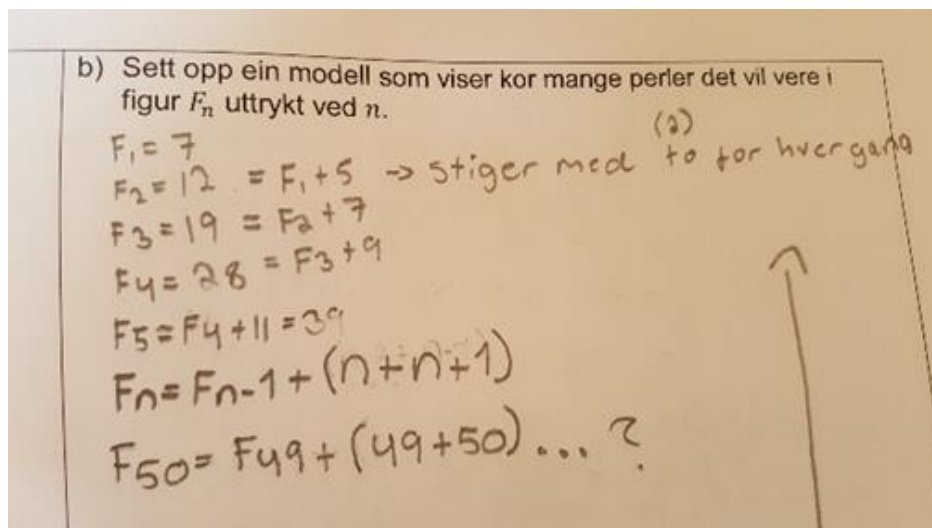 b) Sett opp ein modell som viser kor mange perler det vil vere i
figur Fn uttrykt ved n.
F1 = 7
(2)
F2 = 12 = F1 + 5 -> stiger med to for hver gang
F3 = 19 = F2 + 7
F4 = 28 = F3 + 9
F5 = F4 + 11 = 39
Fn = Fn-1 + (n+n+1)
F50 = F49 + (49+50) ... ?